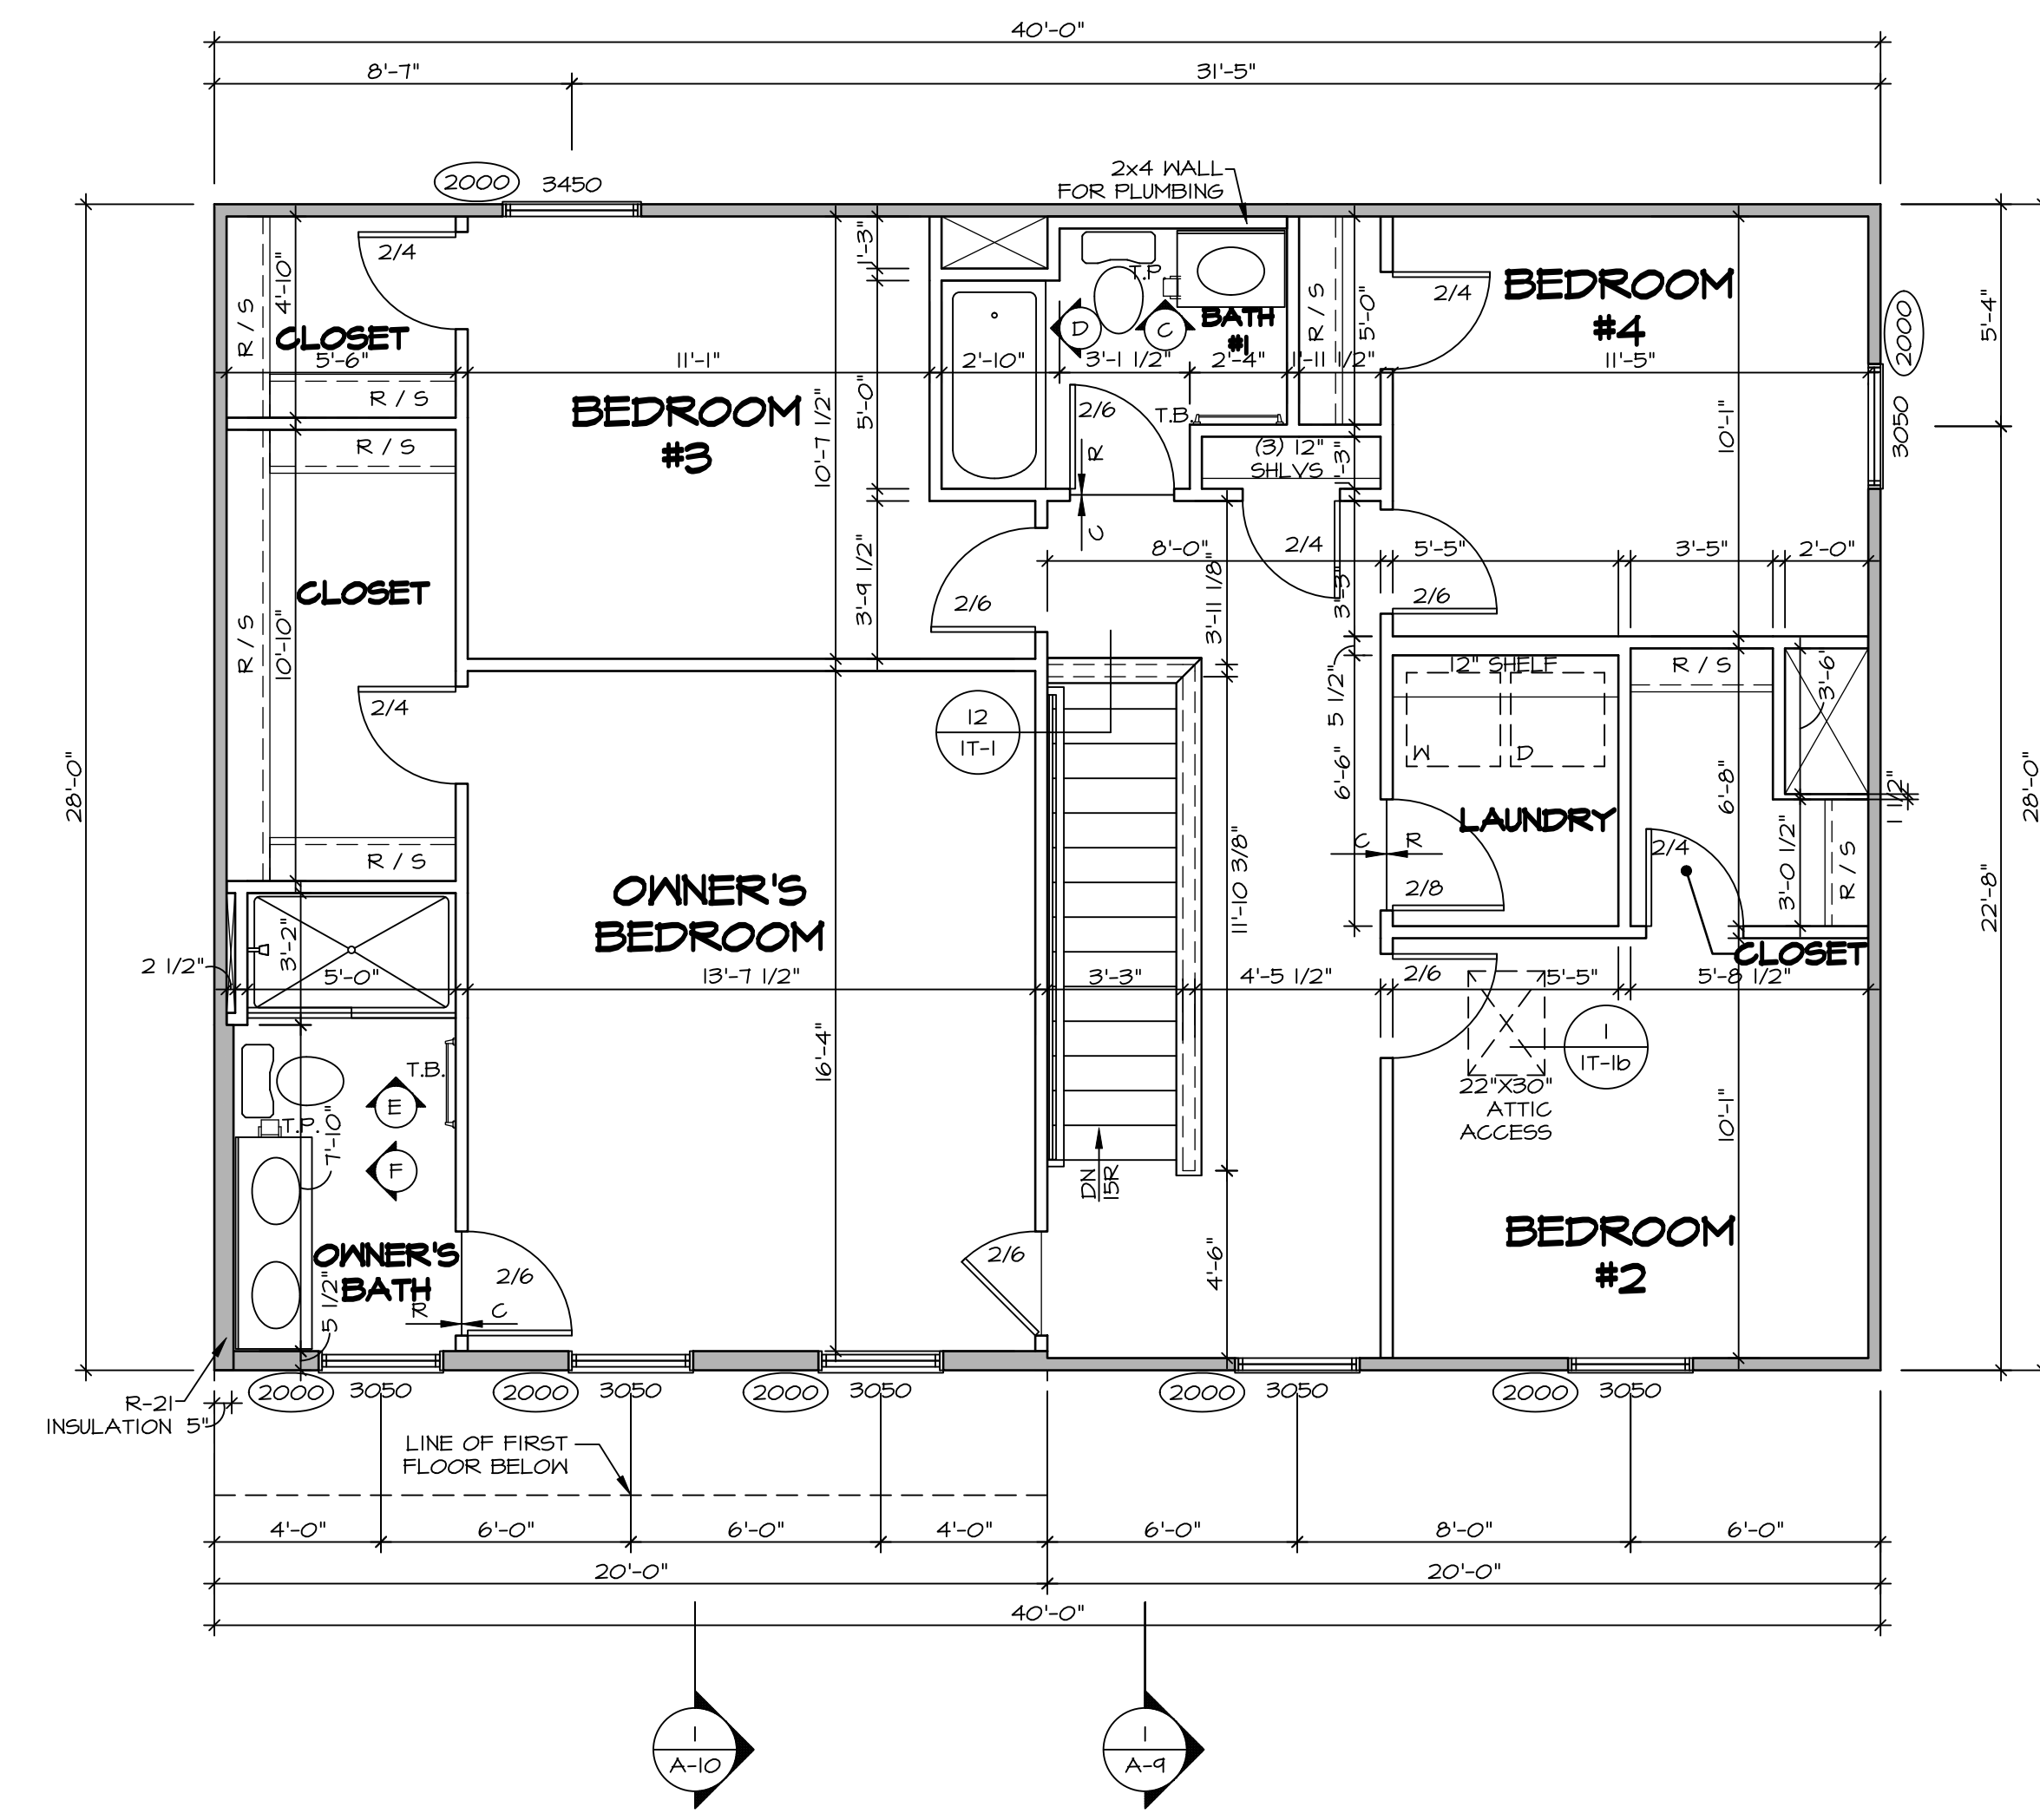 40'-0"
8'-7"
31'-5"
2x4 WALL
FOR PLUMBING
2000
3450
2/4
1'-3"
T.P.
BEDROOM
#4
2/4
2000
5'-4"
4'-10"
R / S
CLOSET
5'-6"
R / S
11'-1"
BEDROOM
#3
10'-7 1/2"
5'-0"
2'-10"
D
C
3'-1 1/2"
BATH
#1
2'-4"
R / S
5'-0"
1'-11 1/2"
11'-5"
3050
10'-1"
R / S
2/6
T.B.
R
C
(3) 12"
SHLVS
1'-3"
CLOSET
R / S
10'-10"
3'-9 1/2"
2/6
8'-0"
3'-11 1/8"
2/4
3'-3"
5'-5"
2/6
3'-5"
2'-0"
28'-0"
2/4
12
1T-1
5 1/2"
6'-6"
12" SHELF
W
D
R / S
3'-6"
6'-8"
1 1/2"
28'-0"
LAUNDRY
C
R
2/8
2/4
3'-0 1/2"
R / S
22'-8"
R / S
OWNER'S
BEDROOM
11'-10 3/8"
CLOSET
2 1/2"
3'-2"
5'-0"
13'-7 1/2"
3'-3"
4'-5 1/2"
2/6
5'-5"
5'-8 1/2"
16'-4"
1
1T-1b
T.B.
E
T.P.
7'-10"
F
22"X30"
ATTIC
ACCESS
10'-1"
DN
15R
OWNER'S
BATH
5 1/2"
R
C
2/6
2/6
4'-6"
BEDROOM
#2
R-21
INSULATION
5"
2000
3050
2000
3050
2000
3050
2000
3050
2000
3050
LINE OF FIRST
FLOOR BELOW
4'-0"
6'-0"
6'-0"
4'-0"
6'-0"
8'-0"
6'-0"
20'-0"
20'-0"
40'-0"
1
A-10
1
A-9